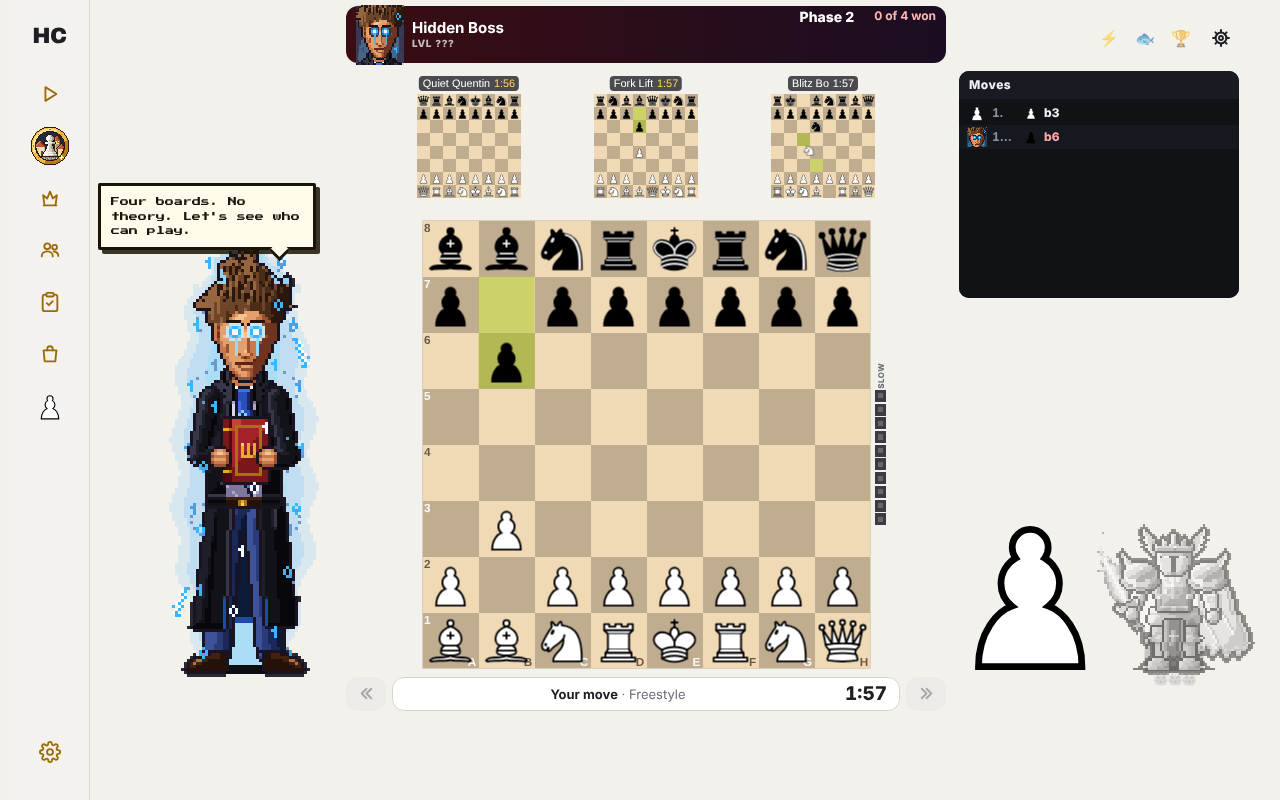 HC
Hidden Boss
LVL ???
Phase 2
0 of 4 won
Quiet Quentin 1:56
Fork Lift 1:57
Blitz Bo 1:57
Moves
1. b3
1... b6
Four boards. No
theory. Let's see who
can play.
8
7
6
5
4
3
2
1
A B C D E F G H
SLOW
Your move · Freestyle
1:57